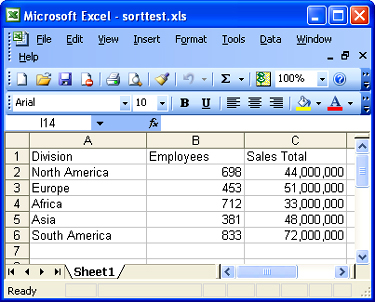 Microsoft Excel - sorttest.xls
File Edit View Insert Format Tools Data Window
Help
Σ 100%
Arial 10 B U A
I14 fx
A B C
1 Division Employees Sales Total
2 North America 698 44,000,000
3 Europe 453 51,000,000
4 Africa 712 33,000,000
5 Asia 381 48,000,000
6 South America 833 72,000,000
Sheet1
Ready